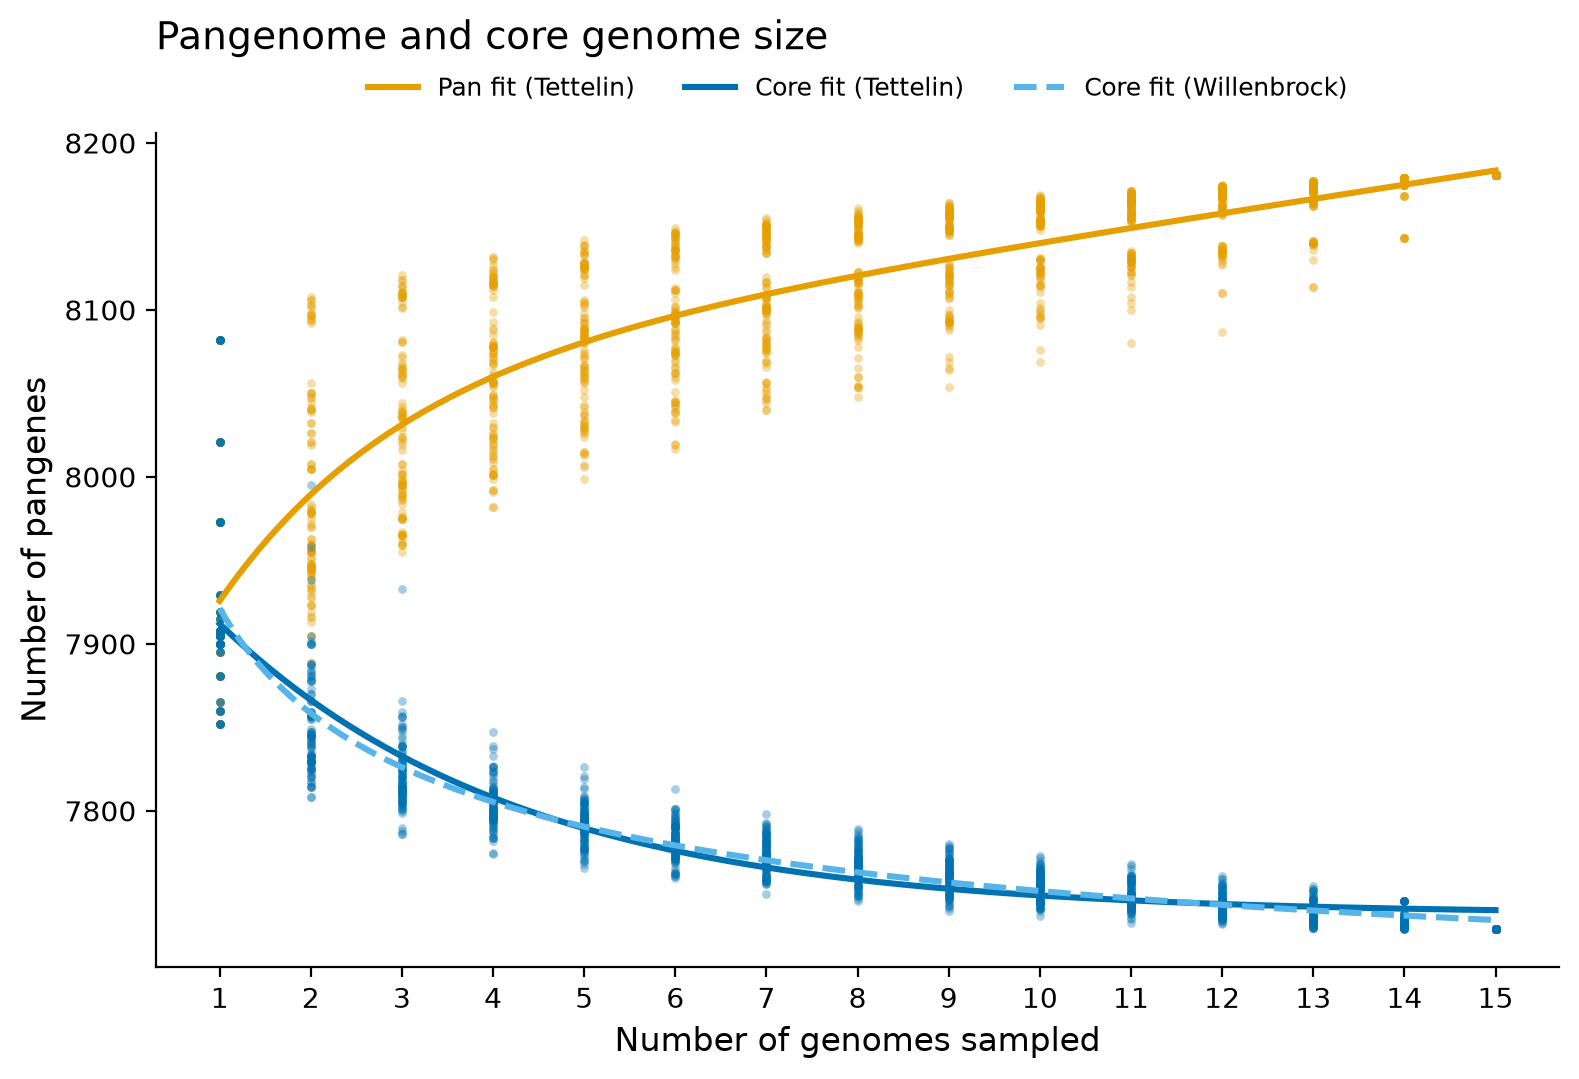 Pangenome and core genome size
Pan fit (Tettelin) Core fit (Tettelin) Core fit (Willenbrock)
8200
8100
8000
7900
7800
Number of pangenes
1 2 3 4 5 6 7 8 9 10 11 12 13 14 15
Number of genomes sampled